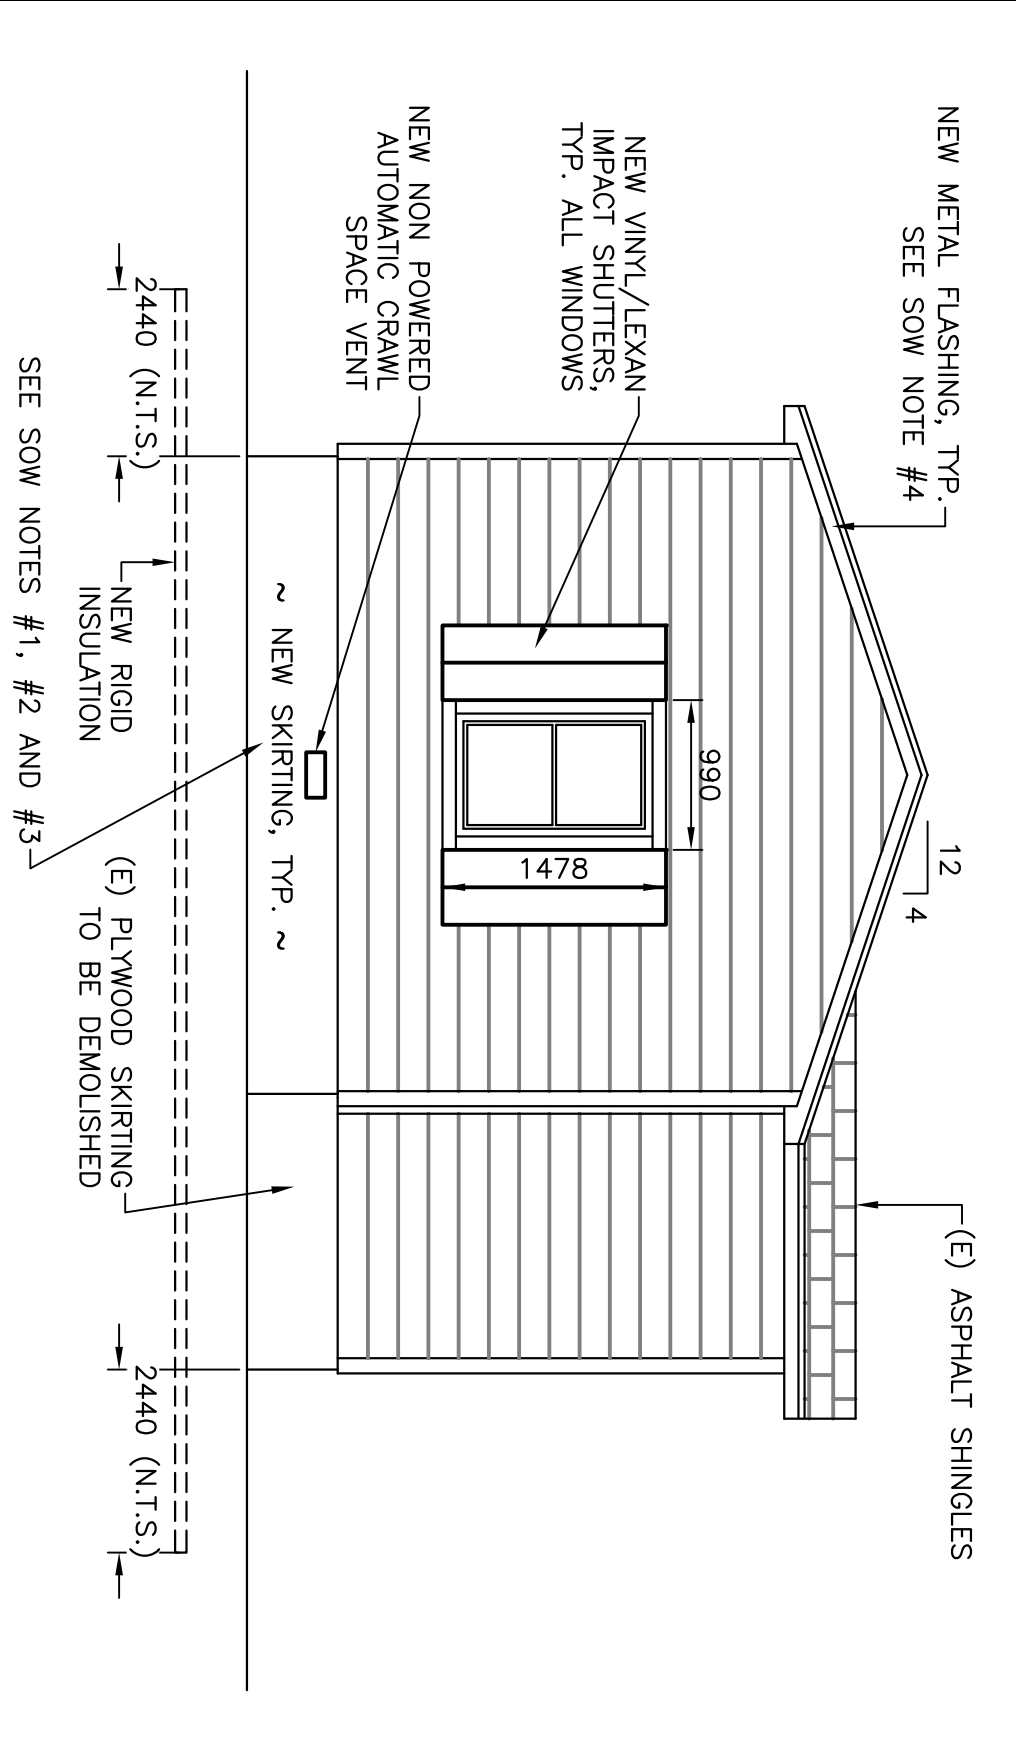 NEW METAL FLASHING, TYP.
SEE SOW NOTE #4
12
4
(E) ASPHALT SHINGLES
NEW VINYL/LEXAN
IMPACT SHUTTERS,
TYP. ALL WINDOWS
990
1478
NEW NON POWERED
AUTOMATIC CRAWL
SPACE VENT
~ NEW SKIRTING, TYP. ~
2440 (N.T.S.)
2440 (N.T.S.)
NEW RIGID
INSULATION
(E) PLYWOOD SKIRTING
TO BE DEMOLISHED
SEE SOW NOTES #1, #2 AND #3